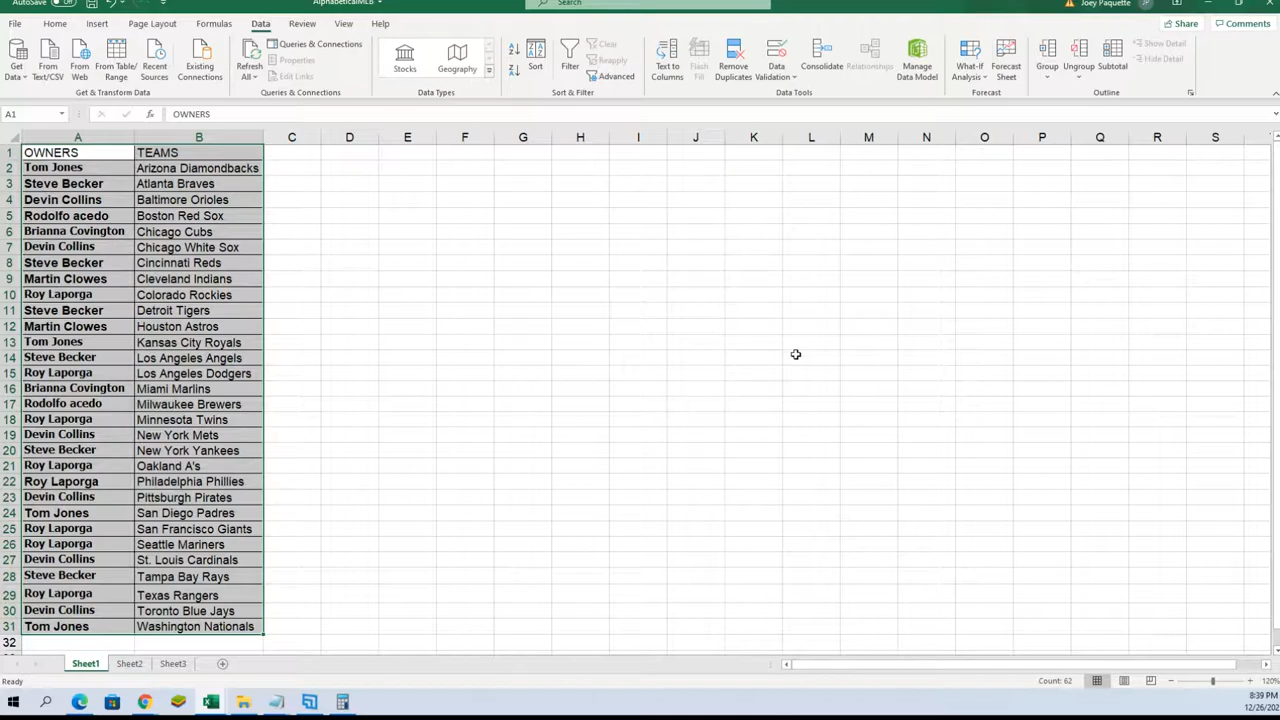 AutoSave Off AlphabeticalMLB Search Joey Paquette JP
File Home Insert Page Layout Formulas Data Review View Help Share Comments
Get Data From Text/CSV From Web From Table/Range Recent Sources Existing Connections
Get & Transform Data
Refresh All Queries & Connections Properties Edit Links
Queries & Connections
Stocks Geography
Data Types
Sort Filter Clear Reapply Advanced
Sort & Filter
Text to Columns Flash Fill Remove Duplicates Data Validation Consolidate Relationships Manage Data Model
Data Tools
What-If Analysis Forecast Sheet
Forecast
Group Ungroup Subtotal Show Detail Hide Detail
Outline
A1 fx OWNERS
A B C D E F G H I J K L M N O P Q R S
1 OWNERS TEAMS
2 Tom Jones Arizona Diamondbacks
3 Steve Becker Atlanta Braves
4 Devin Collins Baltimore Orioles
5 Rodolfo acedo Boston Red Sox
6 Brianna Covington Chicago Cubs
7 Devin Collins Chicago White Sox
8 Steve Becker Cincinnati Reds
9 Martin Clowes Cleveland Indians
10 Roy Laporga Colorado Rockies
11 Steve Becker Detroit Tigers
12 Martin Clowes Houston Astros
13 Tom Jones Kansas City Royals
14 Steve Becker Los Angeles Angels
15 Roy Laporga Los Angeles Dodgers
16 Brianna Covington Miami Marlins
17 Rodolfo acedo Milwaukee Brewers
18 Roy Laporga Minnesota Twins
19 Devin Collins New York Mets
20 Steve Becker New York Yankees
21 Roy Laporga Oakland A's
22 Roy Laporga Philadelphia Phillies
23 Devin Collins Pittsburgh Pirates
24 Tom Jones San Diego Padres
25 Roy Laporga San Francisco Giants
26 Roy Laporga Seattle Mariners
27 Devin Collins St. Louis Cardinals
28 Steve Becker Tampa Bay Rays
29 Roy Laporga Texas Rangers
30 Devin Collins Toronto Blue Jays
31 Tom Jones Washington Nationals
32
Sheet1 Sheet2 Sheet3
Ready Count: 62 120%
8:39 PM
12/26/202